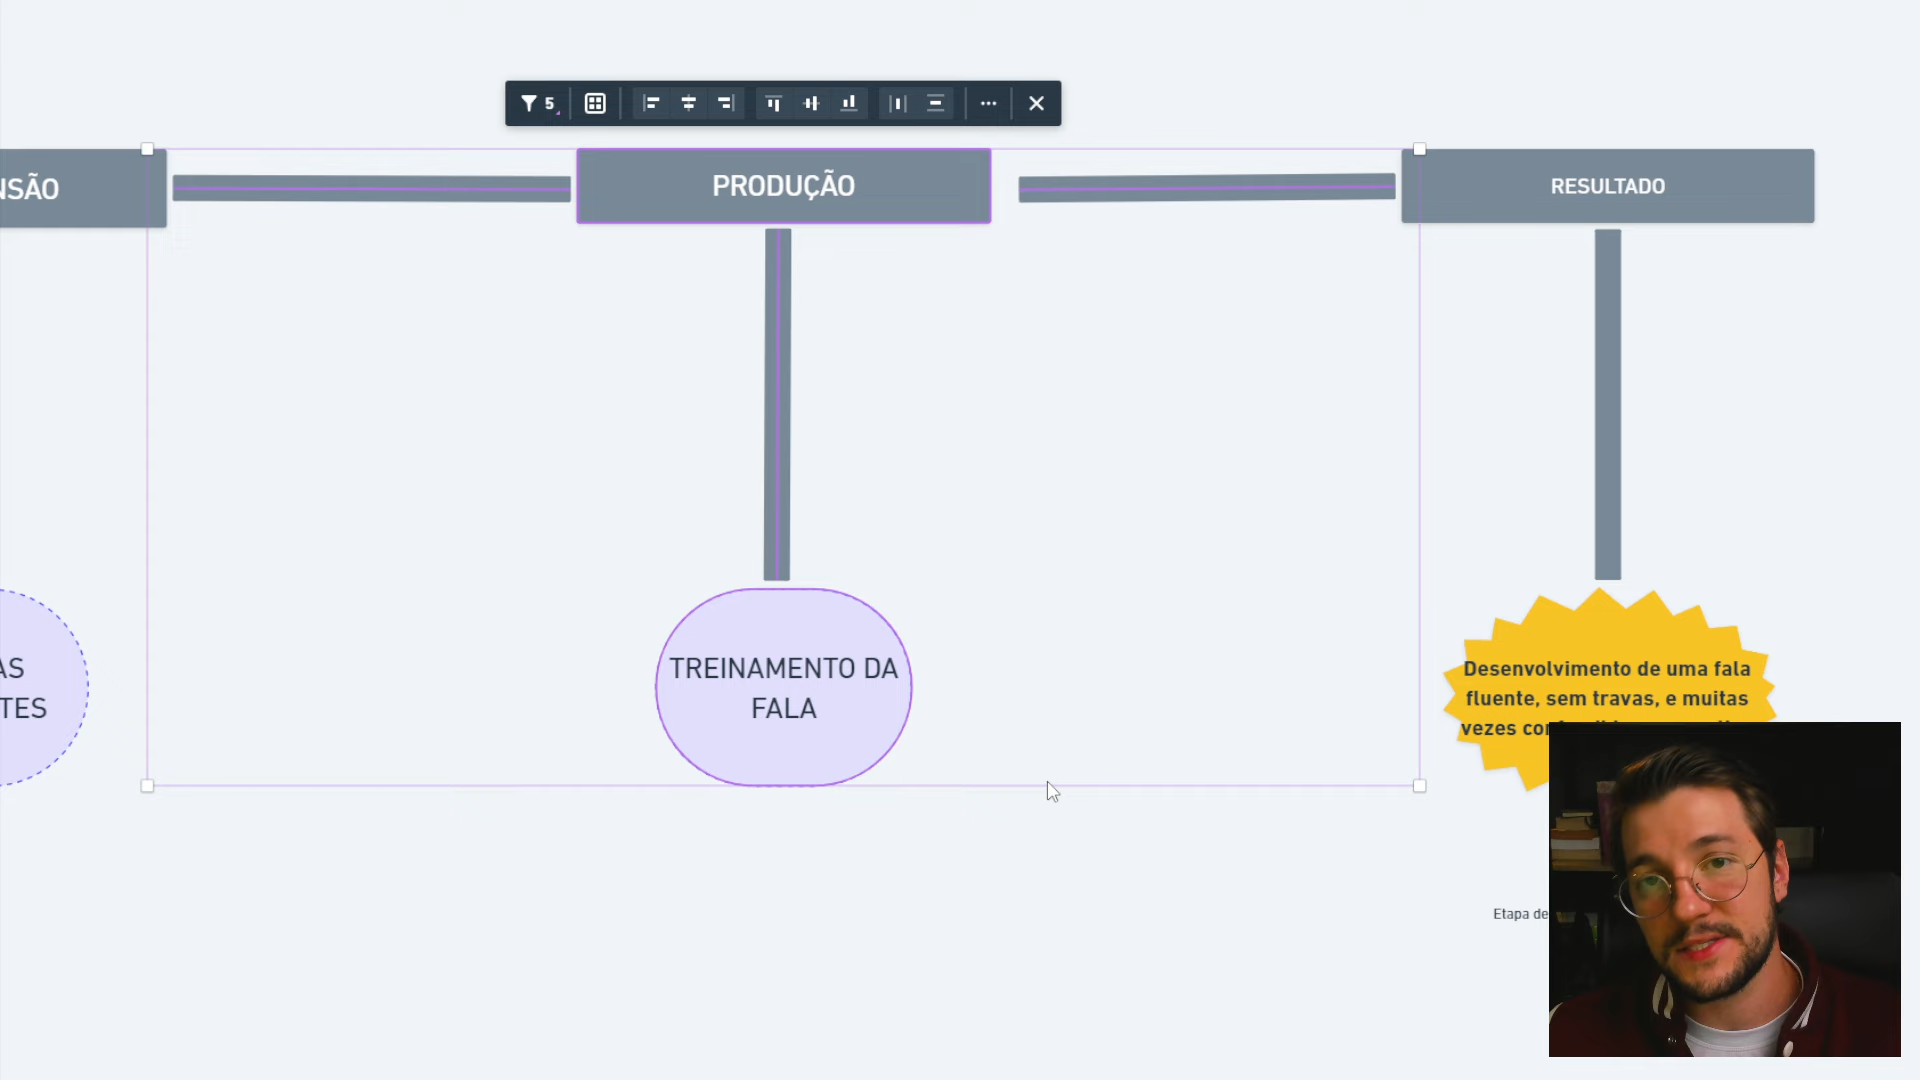 5
NSÃO
PRODUÇÃO
RESULTADO
AS
TES
TREINAMENTO DA
FALA
Desenvolvimento de uma fala
fluente, sem travas, e muitas
vezes
Etapa de